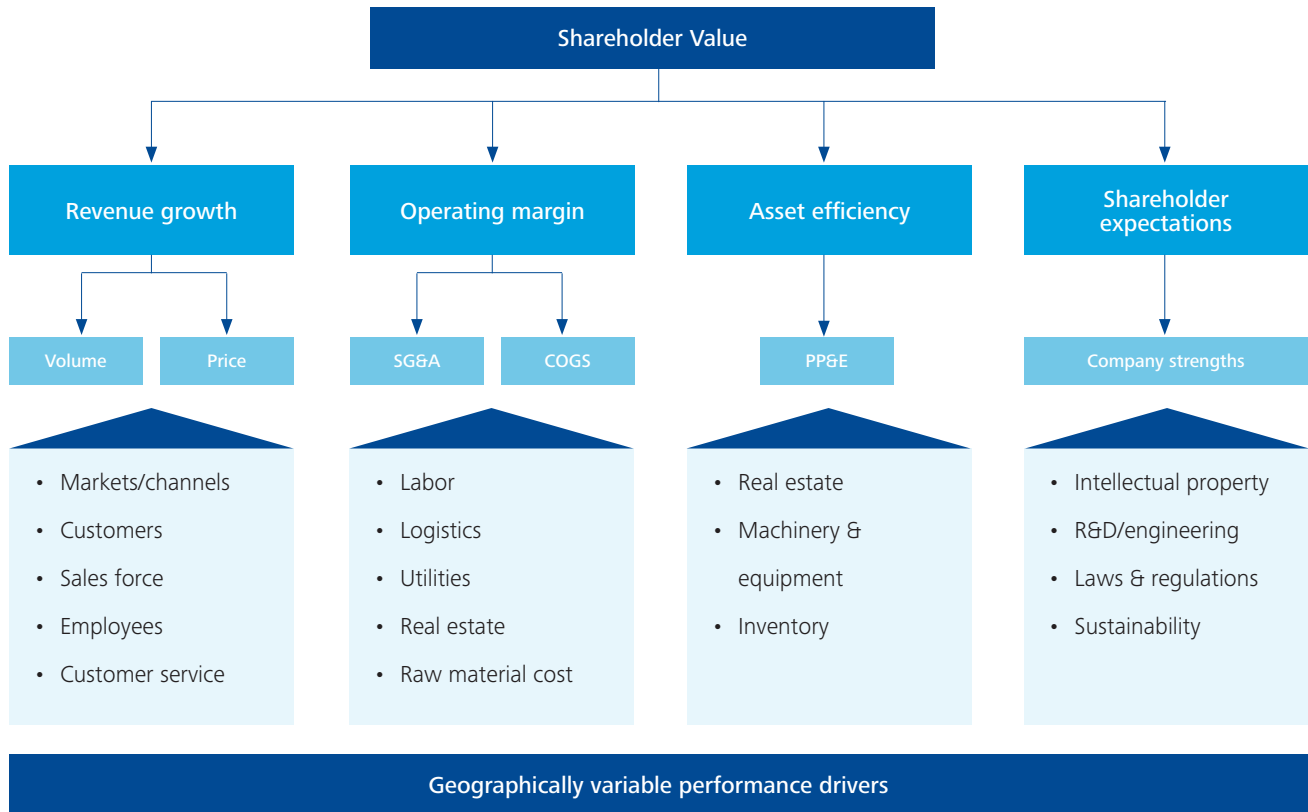 Shareholder Value
Revenue growth
Operating margin
Asset efficiency
Shareholder
expectations
Volume
Price
SG&A
COGS
PP&E
Company strengths
• Markets/channels
• Customers
• Sales force
• Employees
• Customer service
• Labor
• Logistics
• Utilities
• Real estate
• Raw material cost
• Real estate
• Machinery &
equipment
• Inventory
• Intellectual property
• R&D/engineering
• Laws & regulations
• Sustainability
Geographically variable performance drivers